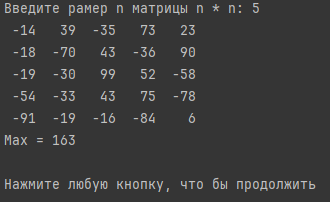 Введите рамер n матрицы n * n: 5
-14 39 -35 73 23
-18 -70 43 -36 90
-19 -30 99 52 -58
-54 -33 43 75 -78
-91 -19 -16 -84 6
Max = 163
Нажмите любую кнопку, что бы продолжить